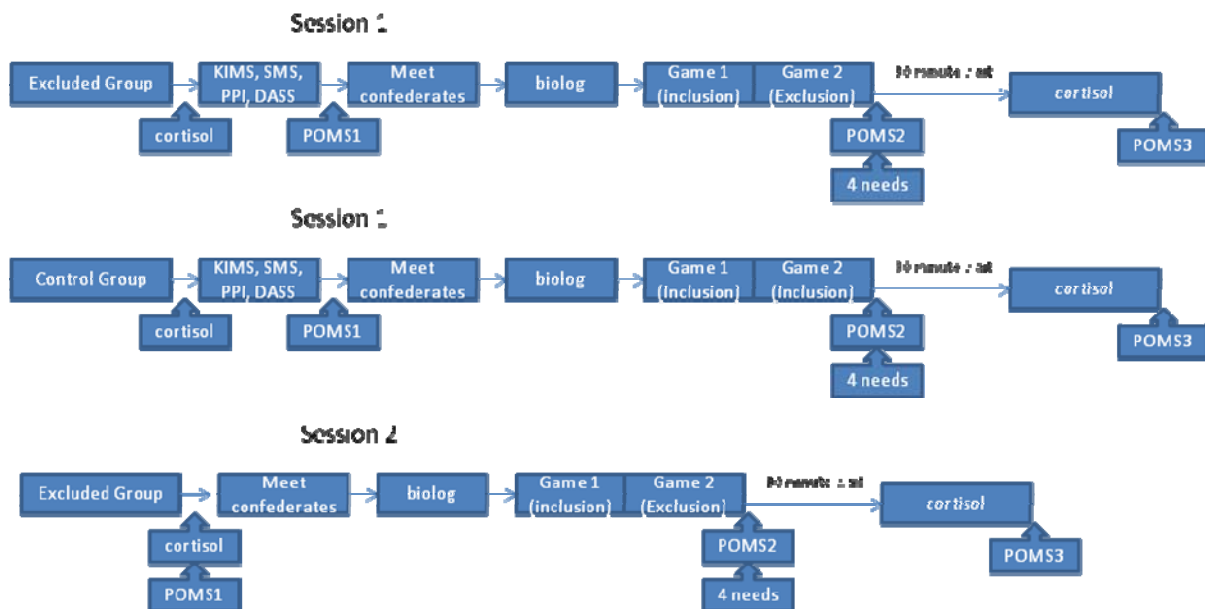 Session 1
Excluded Group
KIMS, SMS,
PPI, DASS
Meet
confederates
biolog
Game 1
(inclusion)
Game 2
(Exclusion)
cortisol
cortisol
POMS1
POMS2
POMS3
4 needs
Session 1
Control Group
KIMS, SMS,
PPI, DASS
Meet
confederates
biolog
Game 1
(Inclusion)
Game 2
(Inclusion)
cortisol
cortisol
POMS1
POMS2
POMS3
4 needs
Session 2
Excluded Group
Meet
confederates
biolog
Game 1
(inclusion)
Game 2
(Exclusion)
cortisol
cortisol
POMS2
POMS3
POMS1
4 needs